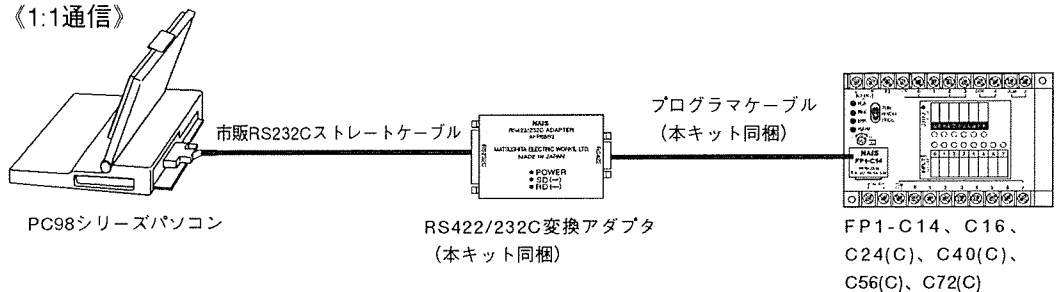 《1:1通信》
市販RS232Cストレートケーブル
PC98シリーズパソコン
NAIS
RS422/232C ADAPTER
MATSUSHITA ELECTRIC WORKS, LTD.
MADE IN JAPAN
RS232C
RS422
POWER
SD(−)
RD(−)
RS422/232C変換アダプタ
(本キット同梱)
プログラマケーブル
(本キット同梱)
NAIS
FP1-C14
FP1-C14、C16、
C24(C)、C40(C)、
C56(C)、C72(C)